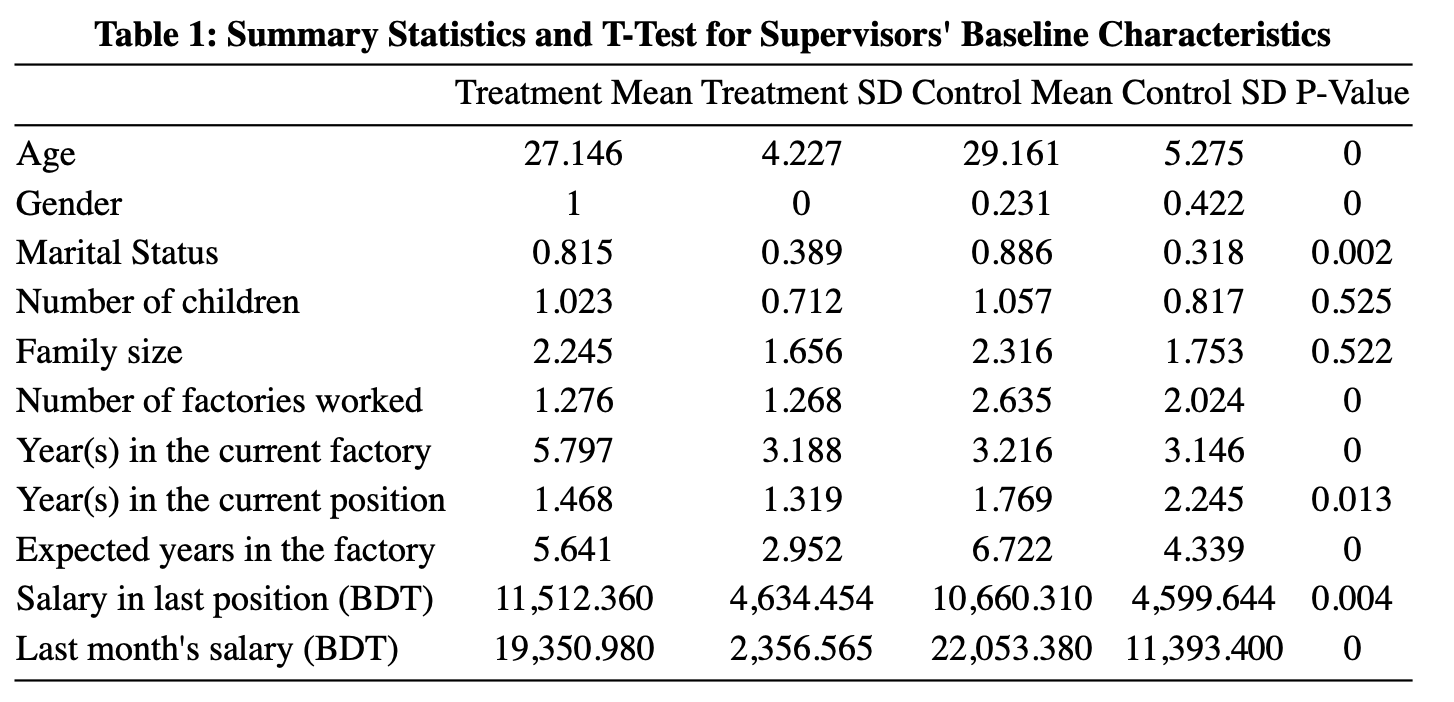 Table 1: Summary Statistics and T-Test for Supervisors' Baseline Characteristics
Treatment Mean Treatment SD Control Mean Control SD P-Value
Age 27.146 4.227 29.161 5.275 0
Gender 1 0 0.231 0.422 0
Marital Status 0.815 0.389 0.886 0.318 0.002
Number of children 1.023 0.712 1.057 0.817 0.525
Family size 2.245 1.656 2.316 1.753 0.522
Number of factories worked 1.276 1.268 2.635 2.024 0
Year(s) in the current factory 5.797 3.188 3.216 3.146 0
Year(s) in the current position 1.468 1.319 1.769 2.245 0.013
Expected years in the factory 5.641 2.952 6.722 4.339 0
Salary in last position (BDT) 11,512.360 4,634.454 10,660.310 4,599.644 0.004
Last month's salary (BDT) 19,350.980 2,356.565 22,053.380 11,393.400 0